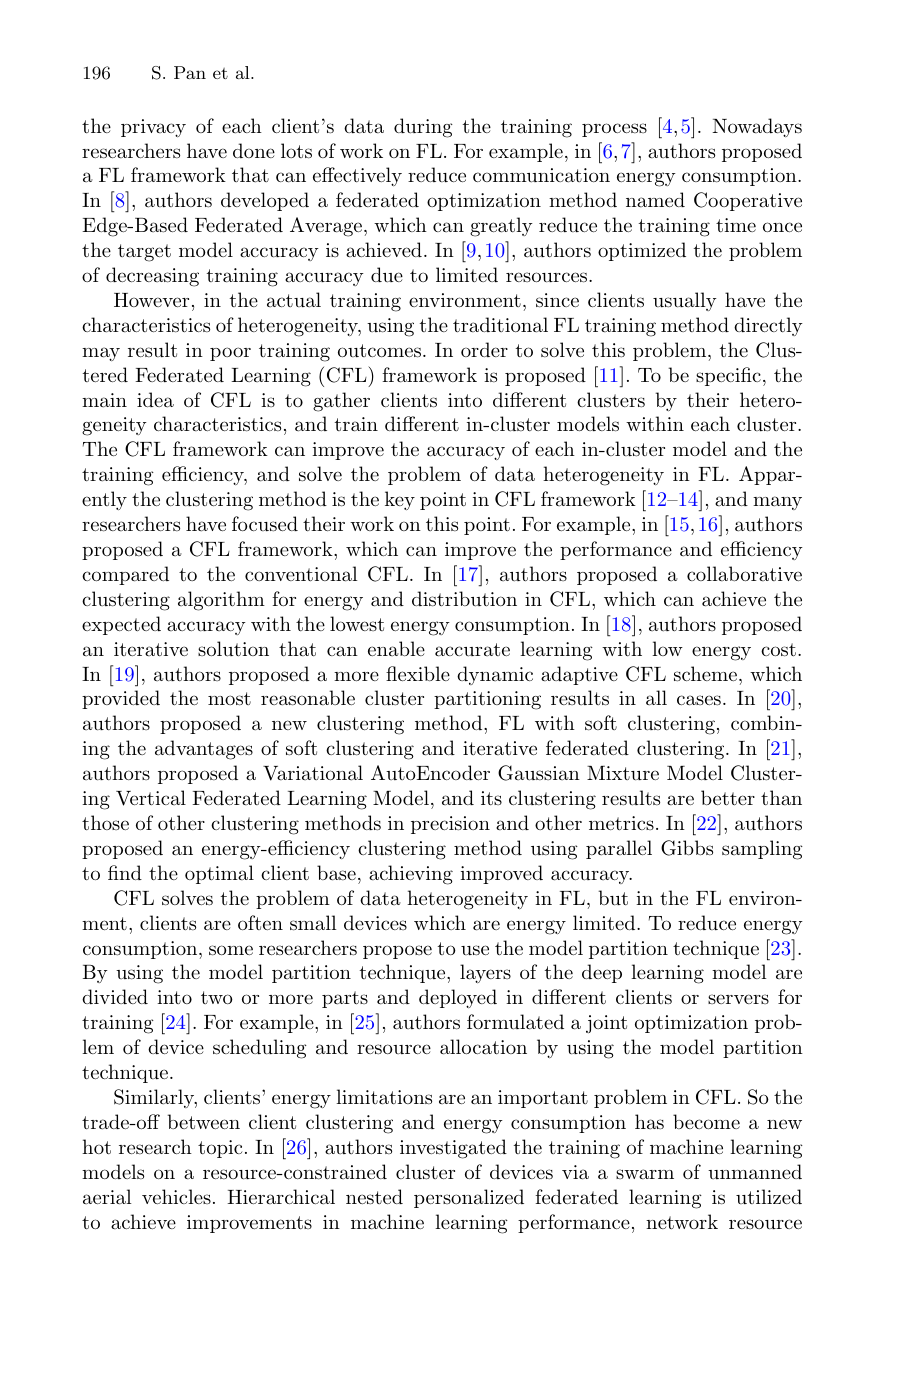 196 S. Pan et al.
the privacy of each client's data during the training process [4,5]. Nowadays
researchers have done lots of work on FL. For example, in [6,7], authors proposed
a FL framework that can effectively reduce communication energy consumption.
In [8], authors developed a federated optimization method named Cooperative
Edge-Based Federated Average, which can greatly reduce the training time once
the target model accuracy is achieved. In [9,10], authors optimized the problem
of decreasing training accuracy due to limited resources.
However, in the actual training environment, since clients usually have the
characteristics of heterogeneity, using the traditional FL training method directly
may result in poor training outcomes. In order to solve this problem, the Clus-
tered Federated Learning (CFL) framework is proposed [11]. To be specific, the
main idea of CFL is to gather clients into different clusters by their hetero-
geneity characteristics, and train different in-cluster models within each cluster.
The CFL framework can improve the accuracy of each in-cluster model and the
training efficiency, and solve the problem of data heterogeneity in FL. Appar-
ently the clustering method is the key point in CFL framework [12–14], and many
researchers have focused their work on this point. For example, in [15,16], authors
proposed a CFL framework, which can improve the performance and efficiency
compared to the conventional CFL. In [17], authors proposed a collaborative
clustering algorithm for energy and distribution in CFL, which can achieve the
expected accuracy with the lowest energy consumption. In [18], authors proposed
an iterative solution that can enable accurate learning with low energy cost.
In [19], authors proposed a more flexible dynamic adaptive CFL scheme, which
provided the most reasonable cluster partitioning results in all cases. In [20],
authors proposed a new clustering method, FL with soft clustering, combin-
ing the advantages of soft clustering and iterative federated clustering. In [21],
authors proposed a Variational AutoEncoder Gaussian Mixture Model Cluster-
ing Vertical Federated Learning Model, and its clustering results are better than
those of other clustering methods in precision and other metrics. In [22], authors
proposed an energy-efficiency clustering method using parallel Gibbs sampling
to find the optimal client base, achieving improved accuracy.
CFL solves the problem of data heterogeneity in FL, but in the FL environ-
ment, clients are often small devices which are energy limited. To reduce energy
consumption, some researchers propose to use the model partition technique [23].
By using the model partition technique, layers of the deep learning model are
divided into two or more parts and deployed in different clients or servers for
training [24]. For example, in [25], authors formulated a joint optimization prob-
lem of device scheduling and resource allocation by using the model partition
technique.
Similarly, clients' energy limitations are an important problem in CFL. So the
trade-off between client clustering and energy consumption has become a new
hot research topic. In [26], authors investigated the training of machine learning
models on a resource-constrained cluster of devices via a swarm of unmanned
aerial vehicles. Hierarchical nested personalized federated learning is utilized
to achieve improvements in machine learning performance, network resource